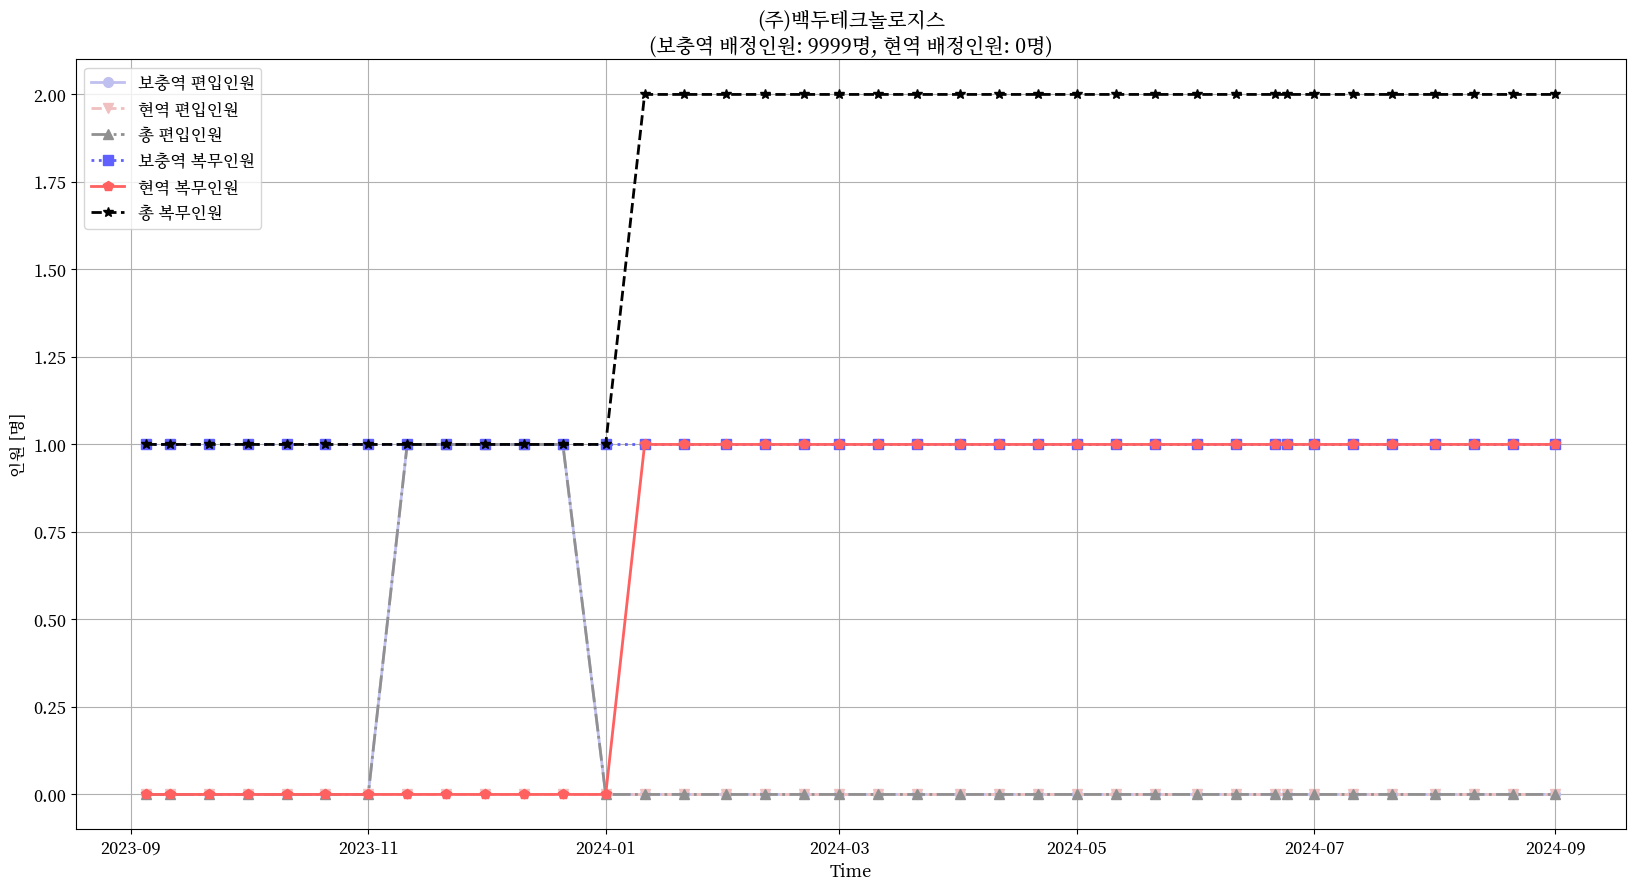 (주)백두테크놀로지스
(보충역 배정인원: 9999명, 현역 배정인원: 0명)
보충역 편입인원
현역 편입인원
총 편입인원
보충역 복무인원
현역 복무인원
총 복무인원
2.00
1.75
1.50
1.25
1.00
0.75
0.50
0.25
0.00
인원 [명]
2023-09 2023-11 2024-01 2024-03 2024-05 2024-07 2024-09
Time